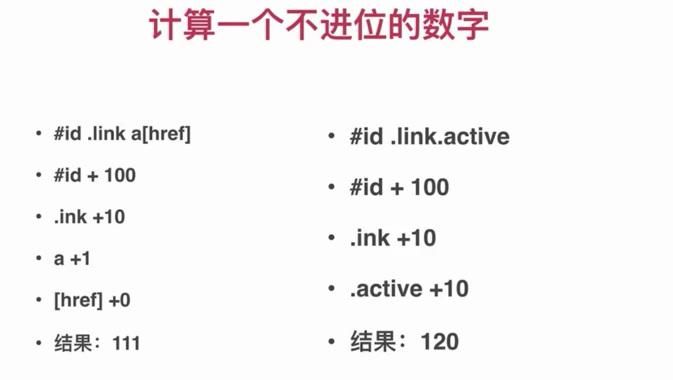 计算一个不进位的数字
#id .link a[href]
#id + 100
.ink +10
a +1
[href] +0
结果：111
#id .link.active
#id + 100
.ink +10
.active +10
结果：120